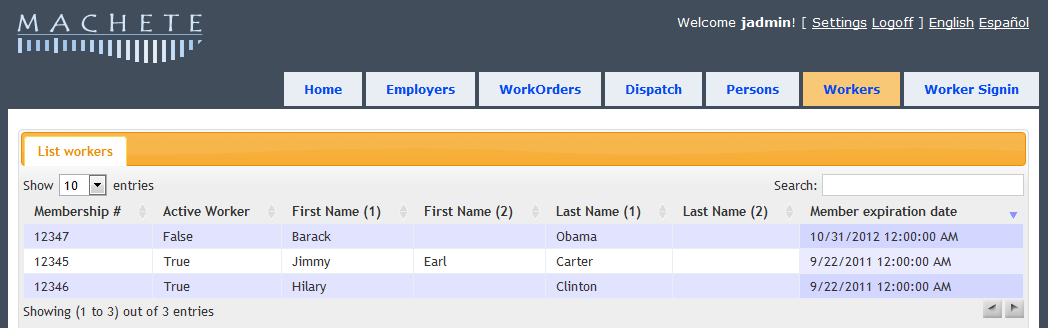 MACHETE
Welcome jadmin! [ Settings Logoff ] English Español
Home Employers WorkOrders Dispatch Persons Workers Worker Signin
List workers
Show 10 entries Search:
Membership # Active Worker First Name (1) First Name (2) Last Name (1) Last Name (2) Member expiration date
12347 False Barack Obama 10/31/2012 12:00:00 AM
12345 True Jimmy Earl Carter 9/22/2011 12:00:00 AM
12346 True Hilary Clinton 9/22/2011 12:00:00 AM
Showing (1 to 3) out of 3 entries